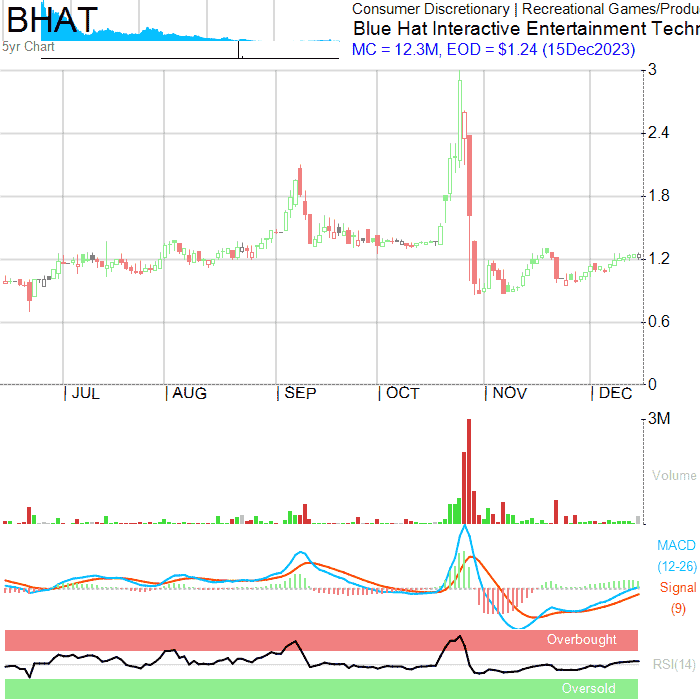 BHAT
5yr Chart
Consumer Discretionary | Recreational Games/Produ
Blue Hat Interactive Entertainment Techn
MC = 12.3M, EOD = $1.24 (15Dec2023)
3
2.4
1.8
1.2
0.6
0
| JUL | AUG | SEP | OCT | NOV | DEC
3M
Volume
MACD
(12-26)
Signal
(9)
Overbought
RSI(14)
Oversold